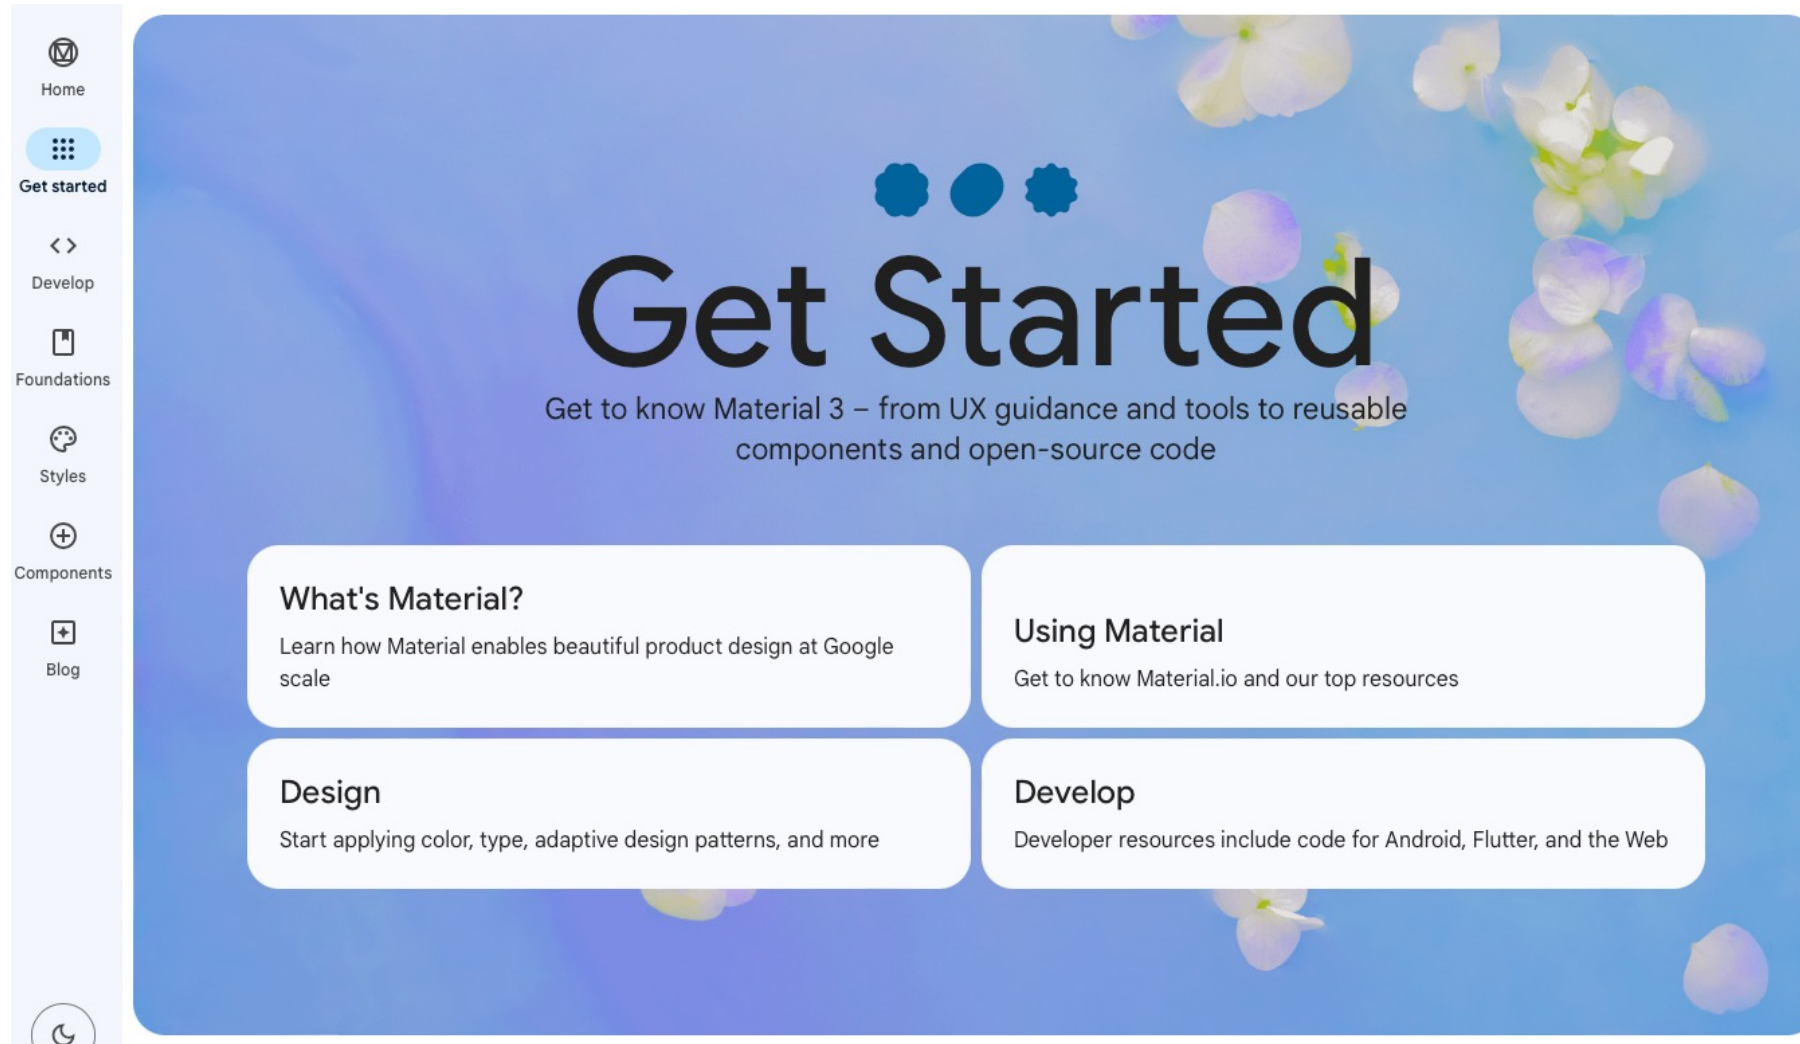 Home
Get started
Develop
Foundations
Styles
Components
Blog
Get Started
Get to know Material 3 – from UX guidance and tools to reusable
components and open-source code
What's Material?
Learn how Material enables beautiful product design at Google
scale
Using Material
Get to know Material.io and our top resources
Design
Start applying color, type, adaptive design patterns, and more
Develop
Developer resources include code for Android, Flutter, and the Web